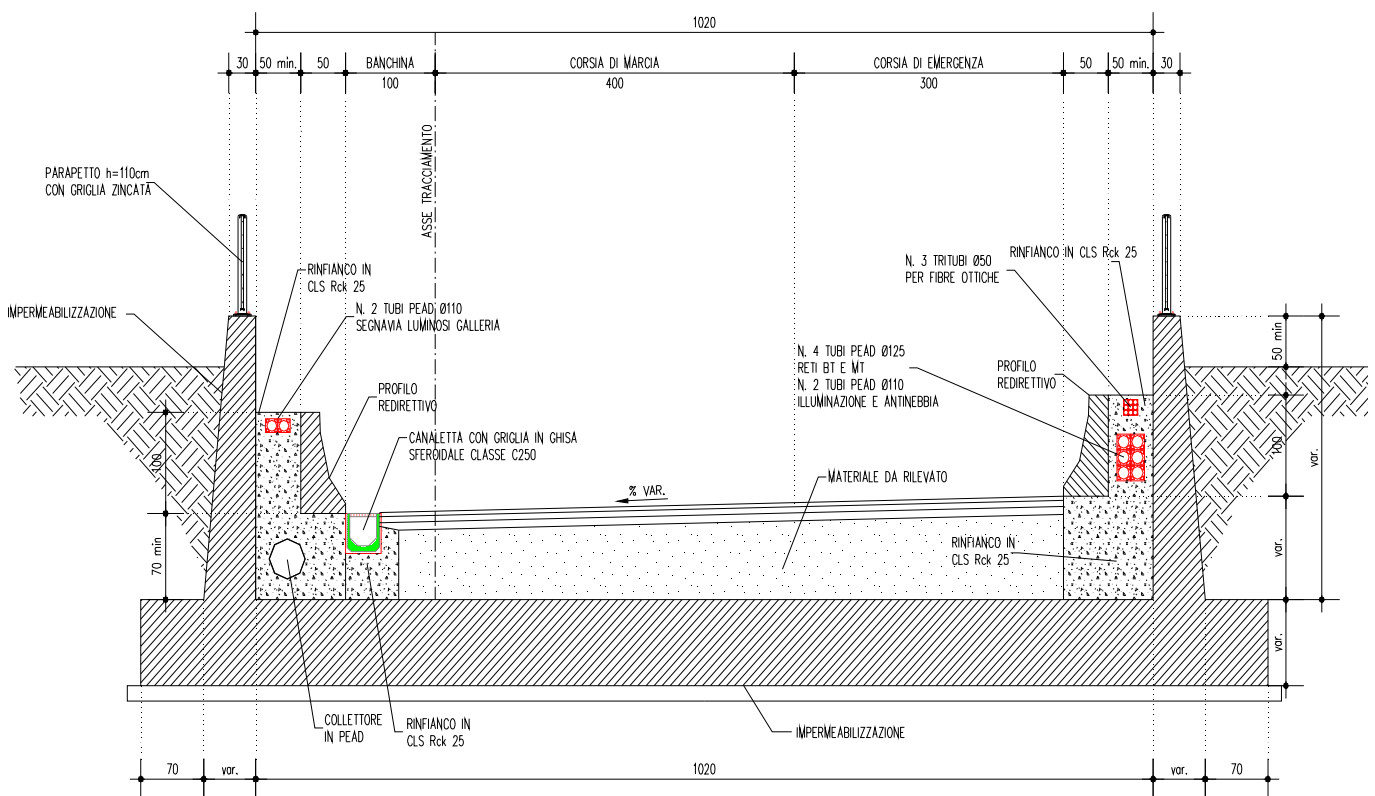 1020
30
50 min.
50
BANCHINA
100
CORSIA DI MARCIA
400
CORSIA DI EMERGENZA
300
50
50 min.
30
ASSE TRACCIAMENTO
PARAPETTO h=110cm
CON GRIGLIA ZINCATA
IMPERMEABILIZZAZIONE
RINFIANCO IN
CLS Rck 25
N. 2 TUBI PEAD Ø110
SEGNAVIA LUMINOSI GALLERIA
PROFILO
REDIRETTIVO
CANALETTA CON GRIGLIA IN GHISA
SFEROIDALE CLASSE C250
N. 3 TRITUBI Ø50
PER FIBRE OTTICHE
RINFIANCO IN CLS Rck 25
N. 4 TUBI PEAD Ø125
RETI BT E MT
N. 2 TUBI PEAD Ø110
ILLUMINAZIONE E ANTINEBBIA
PROFILO
REDIRETTIVO
MATERIALE DA RILEVATO
% VAR.
RINFIANCO IN
CLS Rck 25
100
70 min
50 min
100
var.
var.
var.
COLLETTORE
IN PEAD
RINFIANCO IN
CLS Rck 25
IMPERMEABILIZZAZIONE
70
var.
1020
var.
70